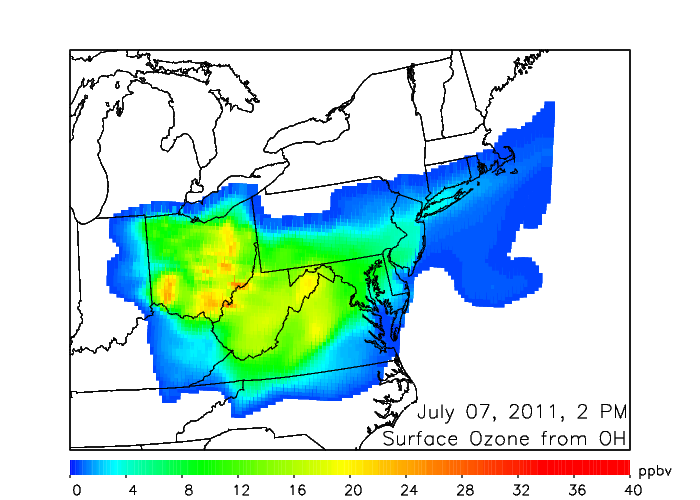 July 07, 2011, 2 PM
Surface Ozone from OH
ppbv
0 4 8 12 16 20 24 28 32 36 40